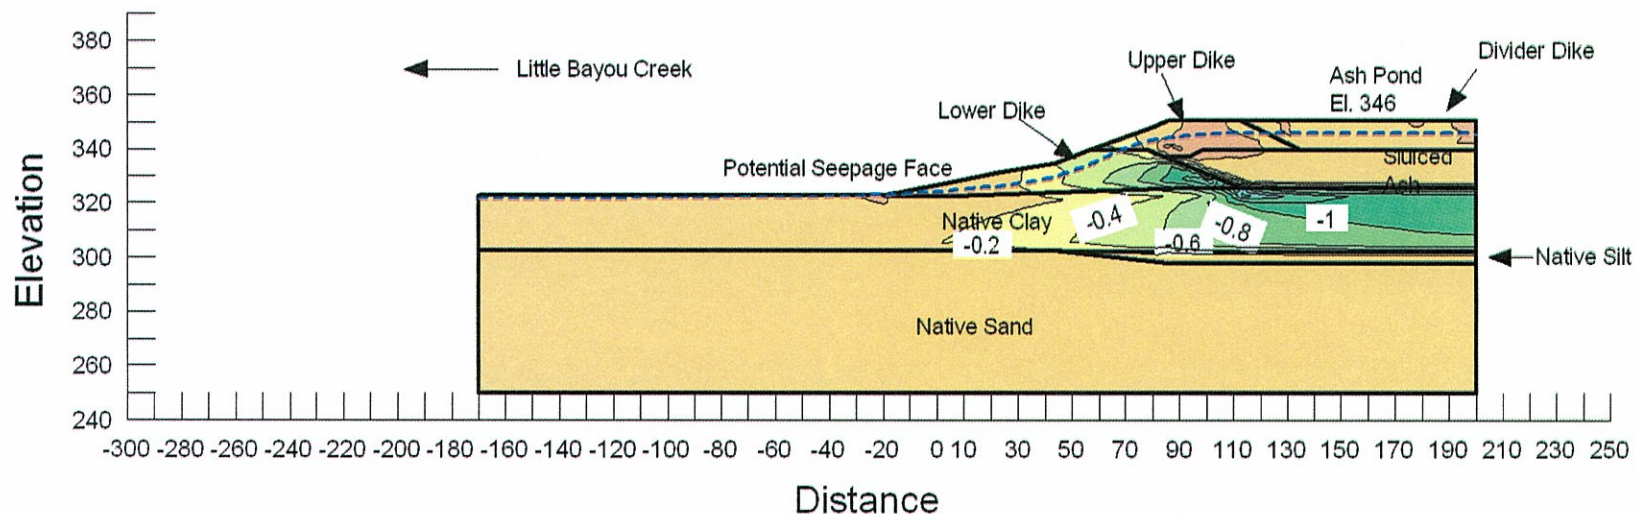 380
360
340
320
300
280
260
240
Elevation
Little Bayou Creek
Upper Dike
Divider Dike
Ash Pond
El. 346
Lower Dike
Potential Seepage Face
Sluiced
Ash
Native Clay
-0.2
-0.4
-0.6
-0.8
-1
Native Silt
Native Sand
-300 -280 -260 -240 -220 -200 -180 -160 -140 -120 -100 -80 -60 -40 -20 0 10 30 50 70 90 110 130 150 170 190 210 230 250
Distance